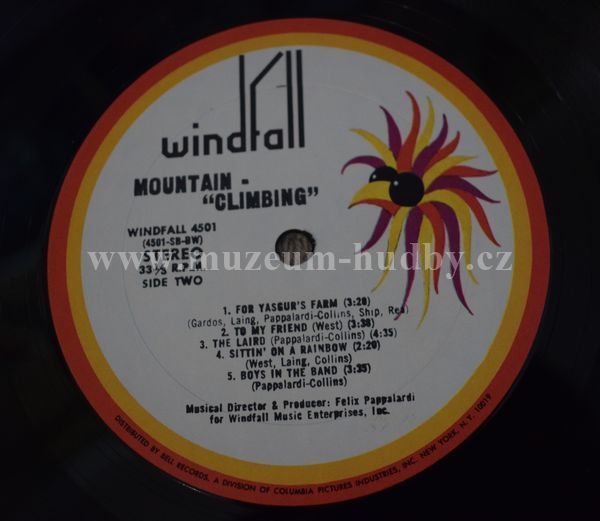 windfall
MOUNTAIN -
"CLIMBING"
WINDFALL 4501
(4501-SB-BW)
STEREO
33⅓ R.P.M.
SIDE TWO
www.muzeum-hudby.cz
1. FOR YASGUR'S FARM (3:20)
(Gardos, Laing, Pappalardi-Collins, Ship, Rea)
2. TO MY FRIEND (West) (3:38)
3. THE LAIRD (Pappalardi-Collins) (4:35)
4. SITTIN' ON A RAINBOW (2:20)
(West, Laing, Collins)
5. BOYS IN THE BAND (3:35)
(Pappalardi-Collins)
Musical Director & Producer: Felix Pappalardi
for Windfall Music Enterprises, Inc.
DISTRIBUTED BY BELL RECORDS, A DIVISION OF COLUMBIA PICTURES INDUSTRIES, INC. NEW YORK, N.Y. 10019